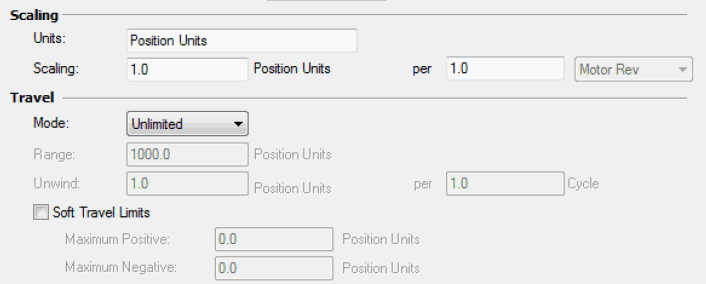 Scaling
Units: Position Units
Scaling: 1.0 Position Units per 1.0 Motor Rev
Travel
Mode: Unlimited
Range: 1000.0 Position Units
Unwind: 1.0 Position Units per 1.0 Cycle
Soft Travel Limits
Maximum Positive: 0.0 Position Units
Maximum Negative: 0.0 Position Units